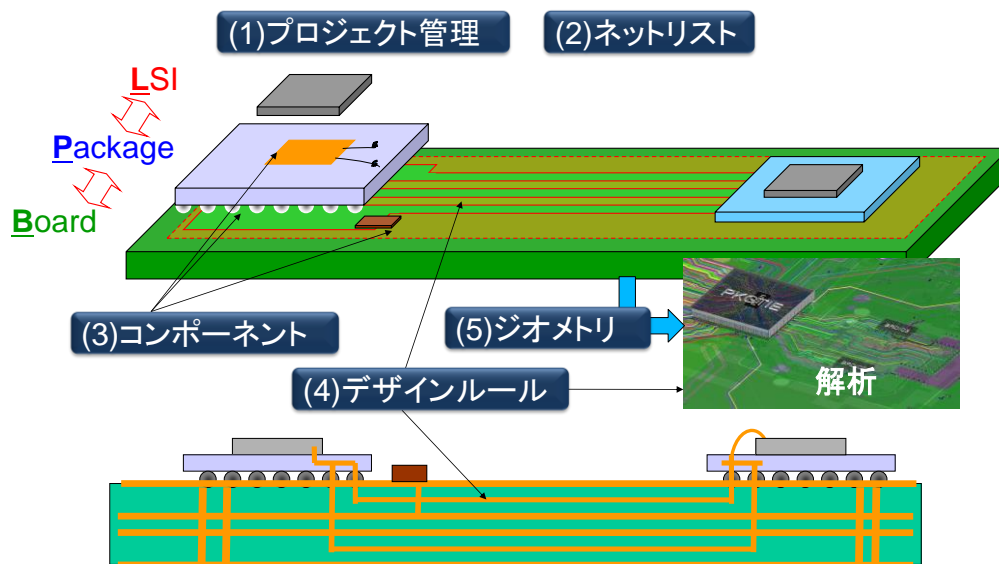 (1)プロジェクト管理
(2)ネットリスト
LSI
Package
Board
(3)コンポーネント
(5)ジオメトリ
(4)デザインルール
解析